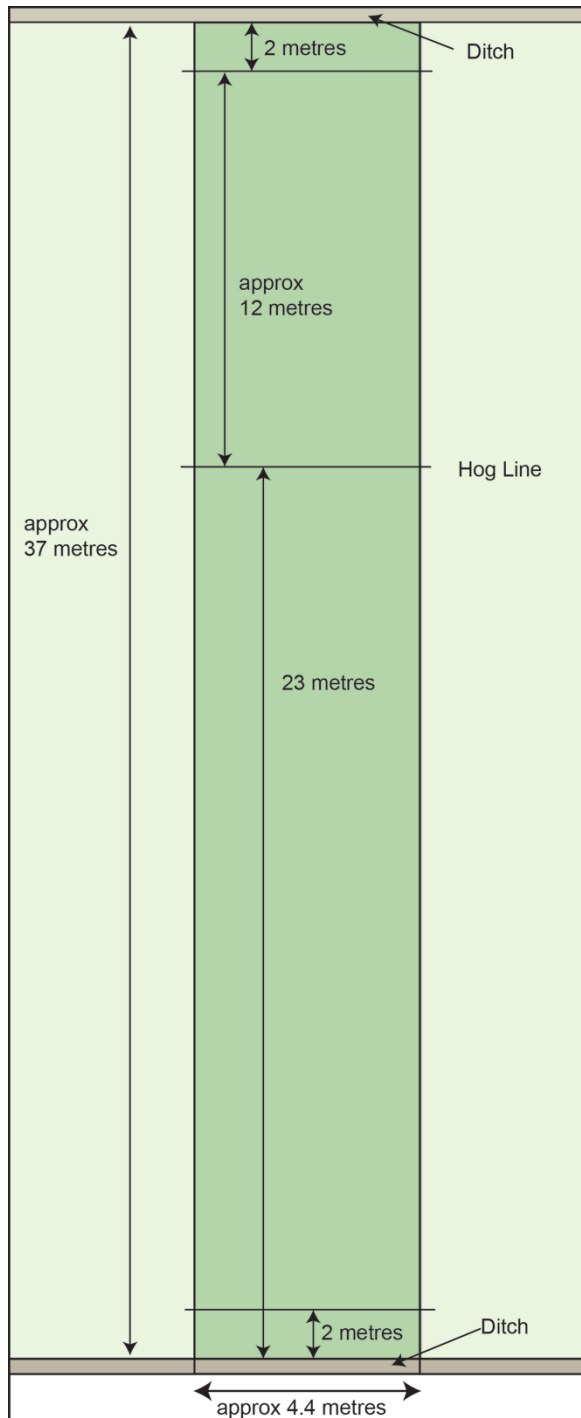 2 metres
Ditch
approx
12 metres
Hog Line
approx
37 metres
23 metres
2 metres
Ditch
approx 4.4 metres